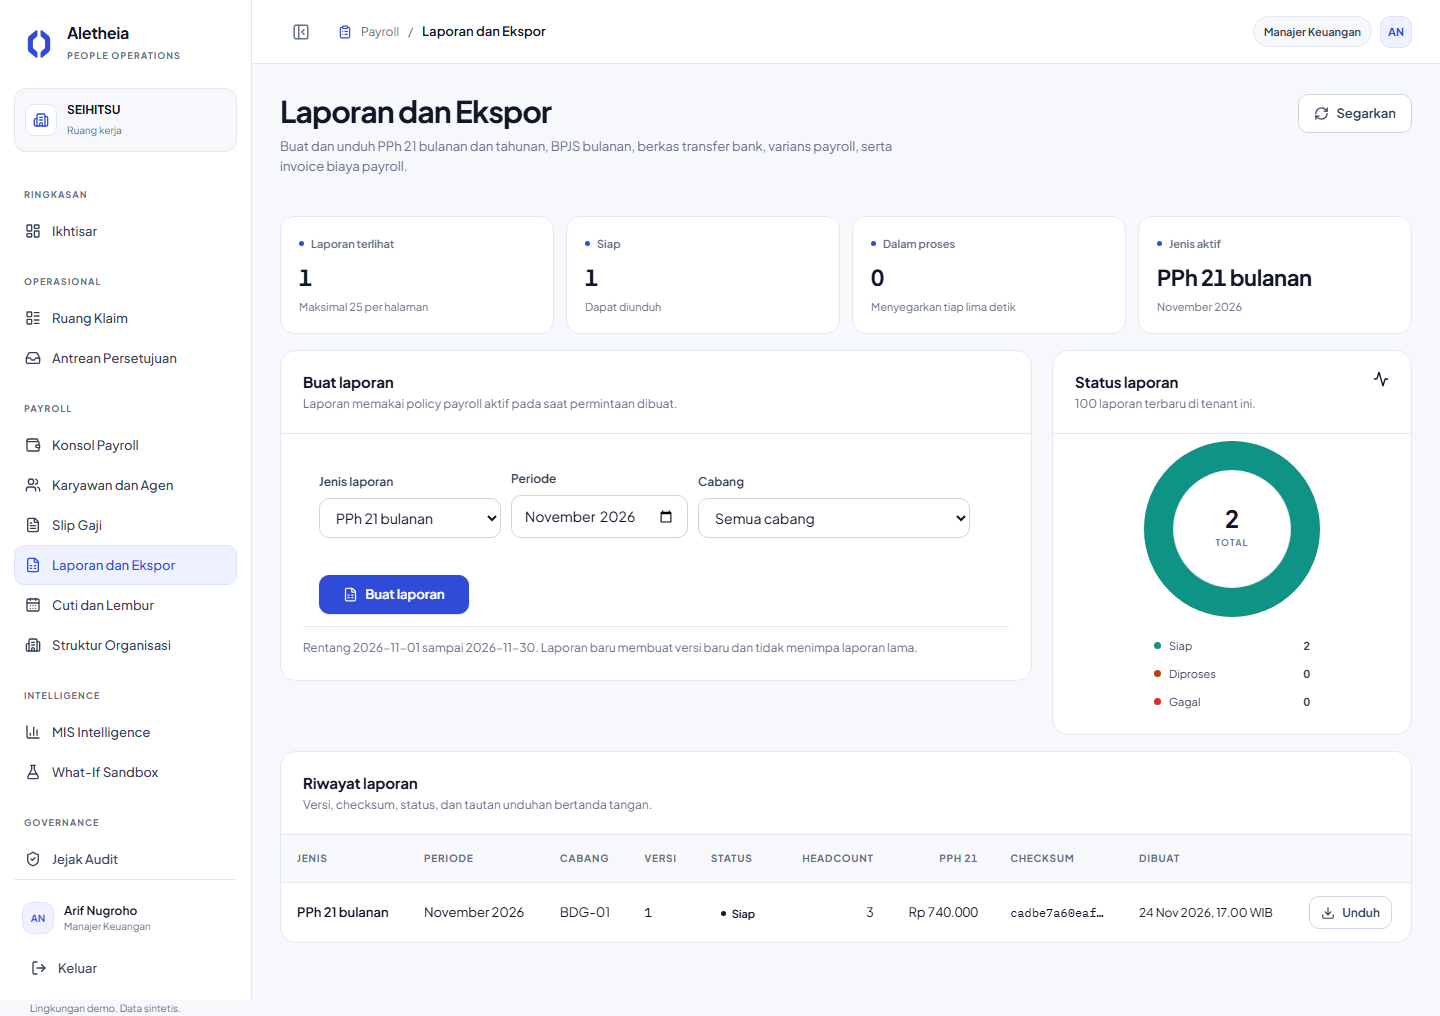 Aletheia
PEOPLE OPERATIONS
SEIHITSU
Ruang kerja
RINGKASAN
Ikhtisar
OPERASIONAL
Ruang Klaim
Antrean Persetujuan
PAYROLL
Konsol Payroll
Karyawan dan Agen
Slip Gaji
Laporan dan Ekspor
Cuti dan Lembur
Struktur Organisasi
INTELLIGENCE
MIS Intelligence
What-If Sandbox
GOVERNANCE
Jejak Audit
AN
Arif Nugroho
Manajer Keuangan
Keluar
Lingkungan demo. Data sintetis.
Payroll / Laporan dan Ekspor
Manajer Keuangan
AN
Laporan dan Ekspor
Buat dan unduh PPh 21 bulanan dan tahunan, BPJS bulanan, berkas transfer bank, varians payroll, serta
invoice biaya payroll.
Segarkan
Laporan terlihat
1
Maksimal 25 per halaman
Siap
1
Dapat diunduh
Dalam proses
0
Menyegarkan tiap lima detik
Jenis aktif
PPh 21 bulanan
November 2026
Buat laporan
Laporan memakai policy payroll aktif pada saat permintaan dibuat.
Jenis laporan
PPh 21 bulanan
Periode
November 2026
Cabang
Semua cabang
Buat laporan
Rentang 2026-11-01 sampai 2026-11-30. Laporan baru membuat versi baru dan tidak menimpa laporan lama.
Status laporan
100 laporan terbaru di tenant ini.
2
TOTAL
Siap 2
Diproses 0
Gagal 0
Riwayat laporan
Versi, checksum, status, dan tautan unduhan bertanda tangan.
JENIS PERIODE CABANG VERSI STATUS HEADCOUNT PPH 21 CHECKSUM DIBUAT
PPh 21 bulanan November 2026 BDG-01 1 Siap 3 Rp 740.000 cadbe7a60eaf… 24 Nov 2026, 17.00 WIB Unduh